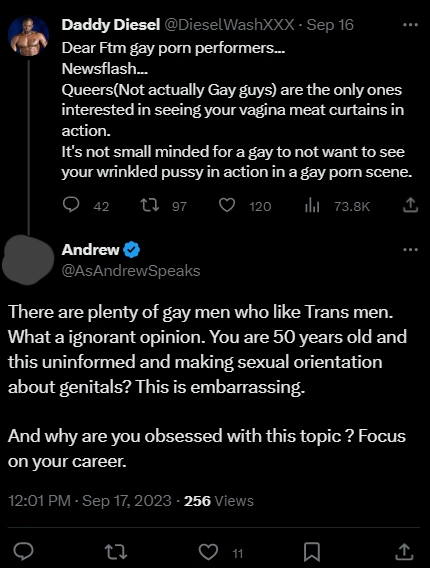 Daddy Diesel @DieselWashXXX · Sep 16
Dear Ftm gay porn performers...
Newsflash...
Queers(Not actually Gay guys) are the only ones
interested in seeing your vagina meat curtains in
action.
It's not small minded for a gay to not want to see
your wrinkled pussy in action in a gay porn scene.
42 97 120 73.8K
Andrew
@AsAndrewSpeaks
There are plenty of gay men who like Trans men.
What a ignorant opinion. You are 50 years old and
this uninformed and making sexual orientation
about genitals? This is embarrassing.
And why are you obsessed with this topic ? Focus
on your career.
12:01 PM · Sep 17, 2023 · 256 Views
11